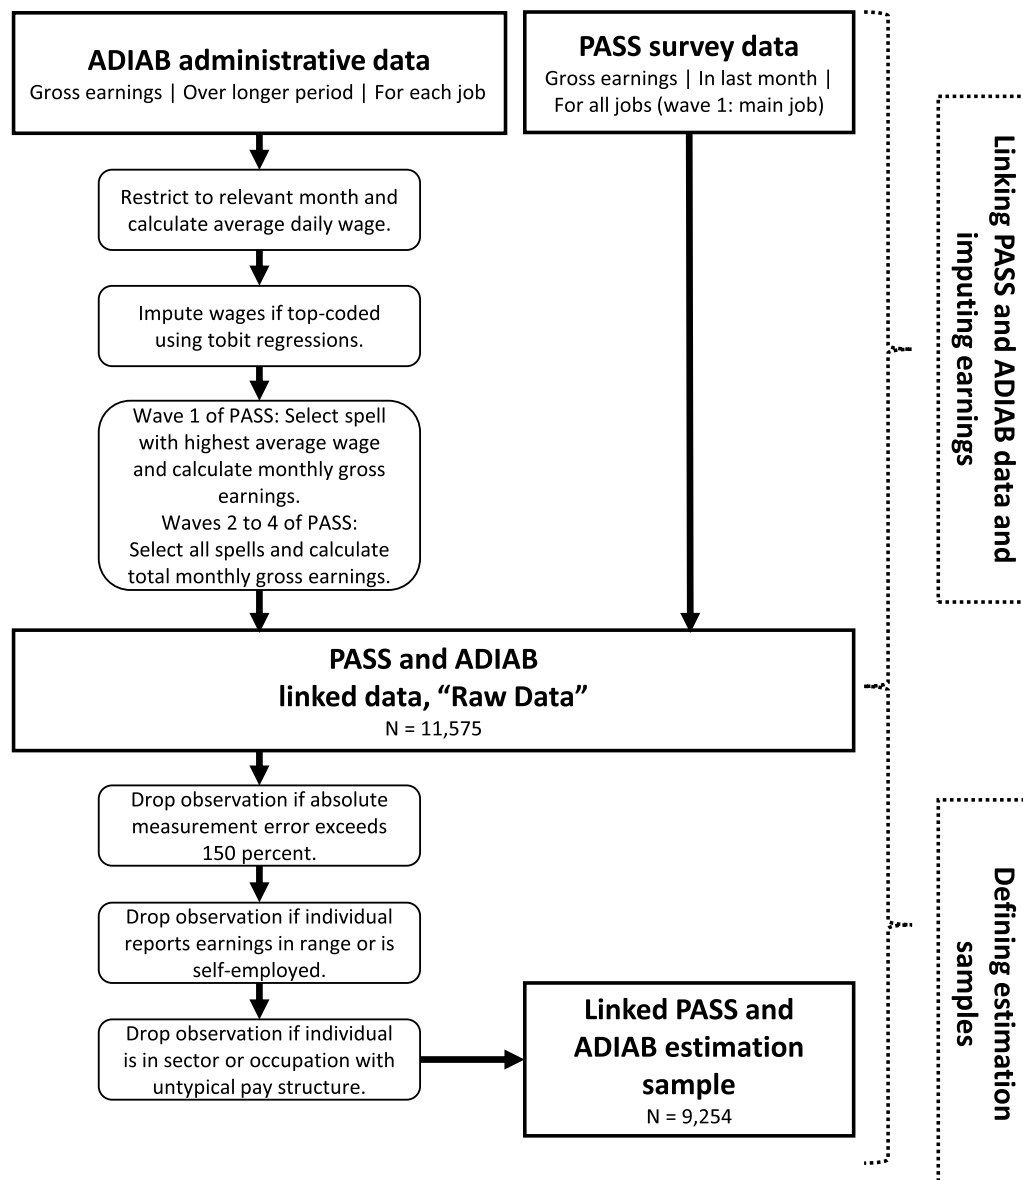 ADIAB administrative data
Gross earnings | Over longer period | For each job
PASS survey data
Gross earnings | In last month |
For all jobs (wave 1: main job)
Restrict to relevant month and
calculate average daily wage.
Impute wages if top-coded
using tobit regressions.
Wave 1 of PASS: Select spell
with highest average wage
and calculate monthly gross
earnings.
Waves 2 to 4 of PASS:
Select all spells and calculate
total monthly gross earnings.
PASS and ADIAB
linked data, “Raw Data”
N = 11,575
Drop observation if absolute
measurement error exceeds
150 percent.
Drop observation if individual
reports earnings in range or is
self-employed.
Drop observation if individual
is in sector or occupation with
untypical pay structure.
Linked PASS and
ADIAB estimation
sample
N = 9,254
Linking PASS and ADIAB data and
imputing earnings
Defining estimation
samples